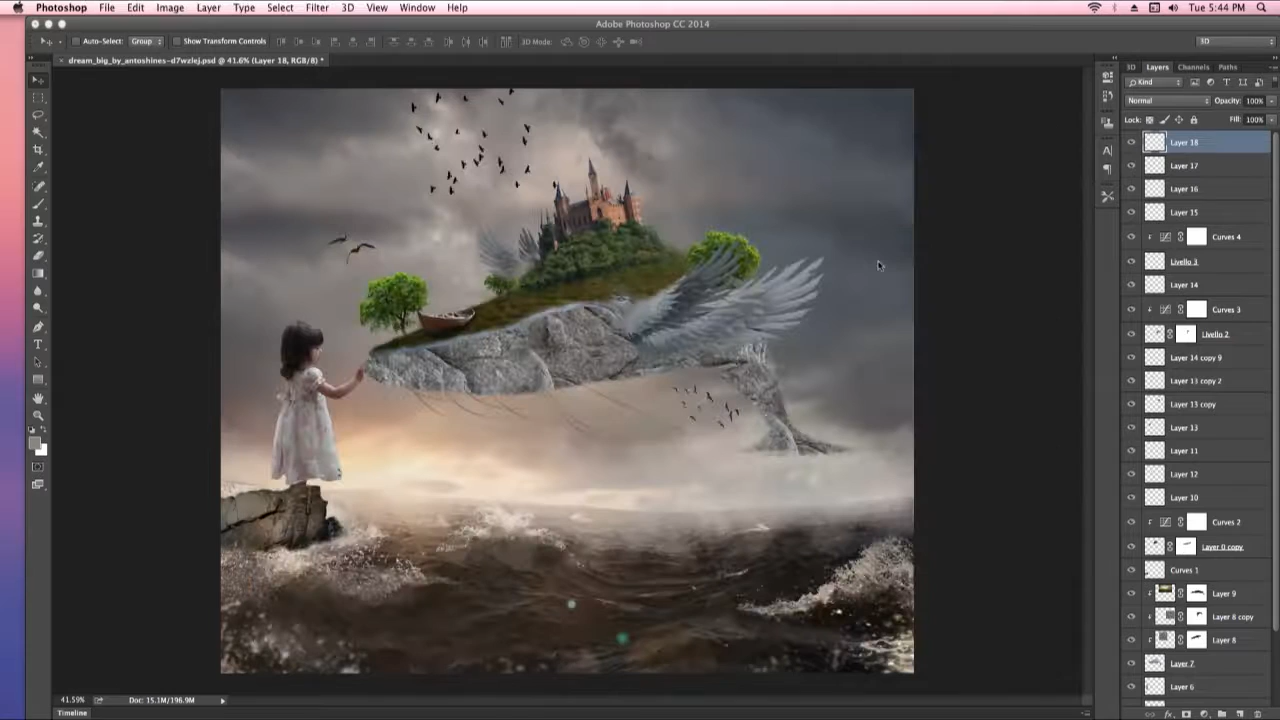 Photoshop File Edit Image Layer Type Select Filter 3D View Window Help Tue 5:44 PM
Adobe Photoshop CC 2014
Auto-Select: Group Show Transform Controls 3D Mode: 3D
dream_big_by_antoshines-d7wzlej.psd @ 41.6% (Layer 18, RGB/8) *
3D Layers Channels Paths
Kind
Normal Opacity: 100%
Lock: Fill: 100%
Layer 18
Layer 17
Layer 16
Layer 15
Curves 4
Livello 3
Layer 14
Curves 3
Livello 2
Layer 14 copy 9
Layer 13 copy 2
Layer 13 copy
Layer 13
Layer 11
Layer 12
Layer 10
Curves 2
Layer 0 copy
Curves 1
Layer 9
Layer 8 copy
Layer 8
Layer 7
Layer 6
41.59% Doc: 15.1M/196.9M
Timeline